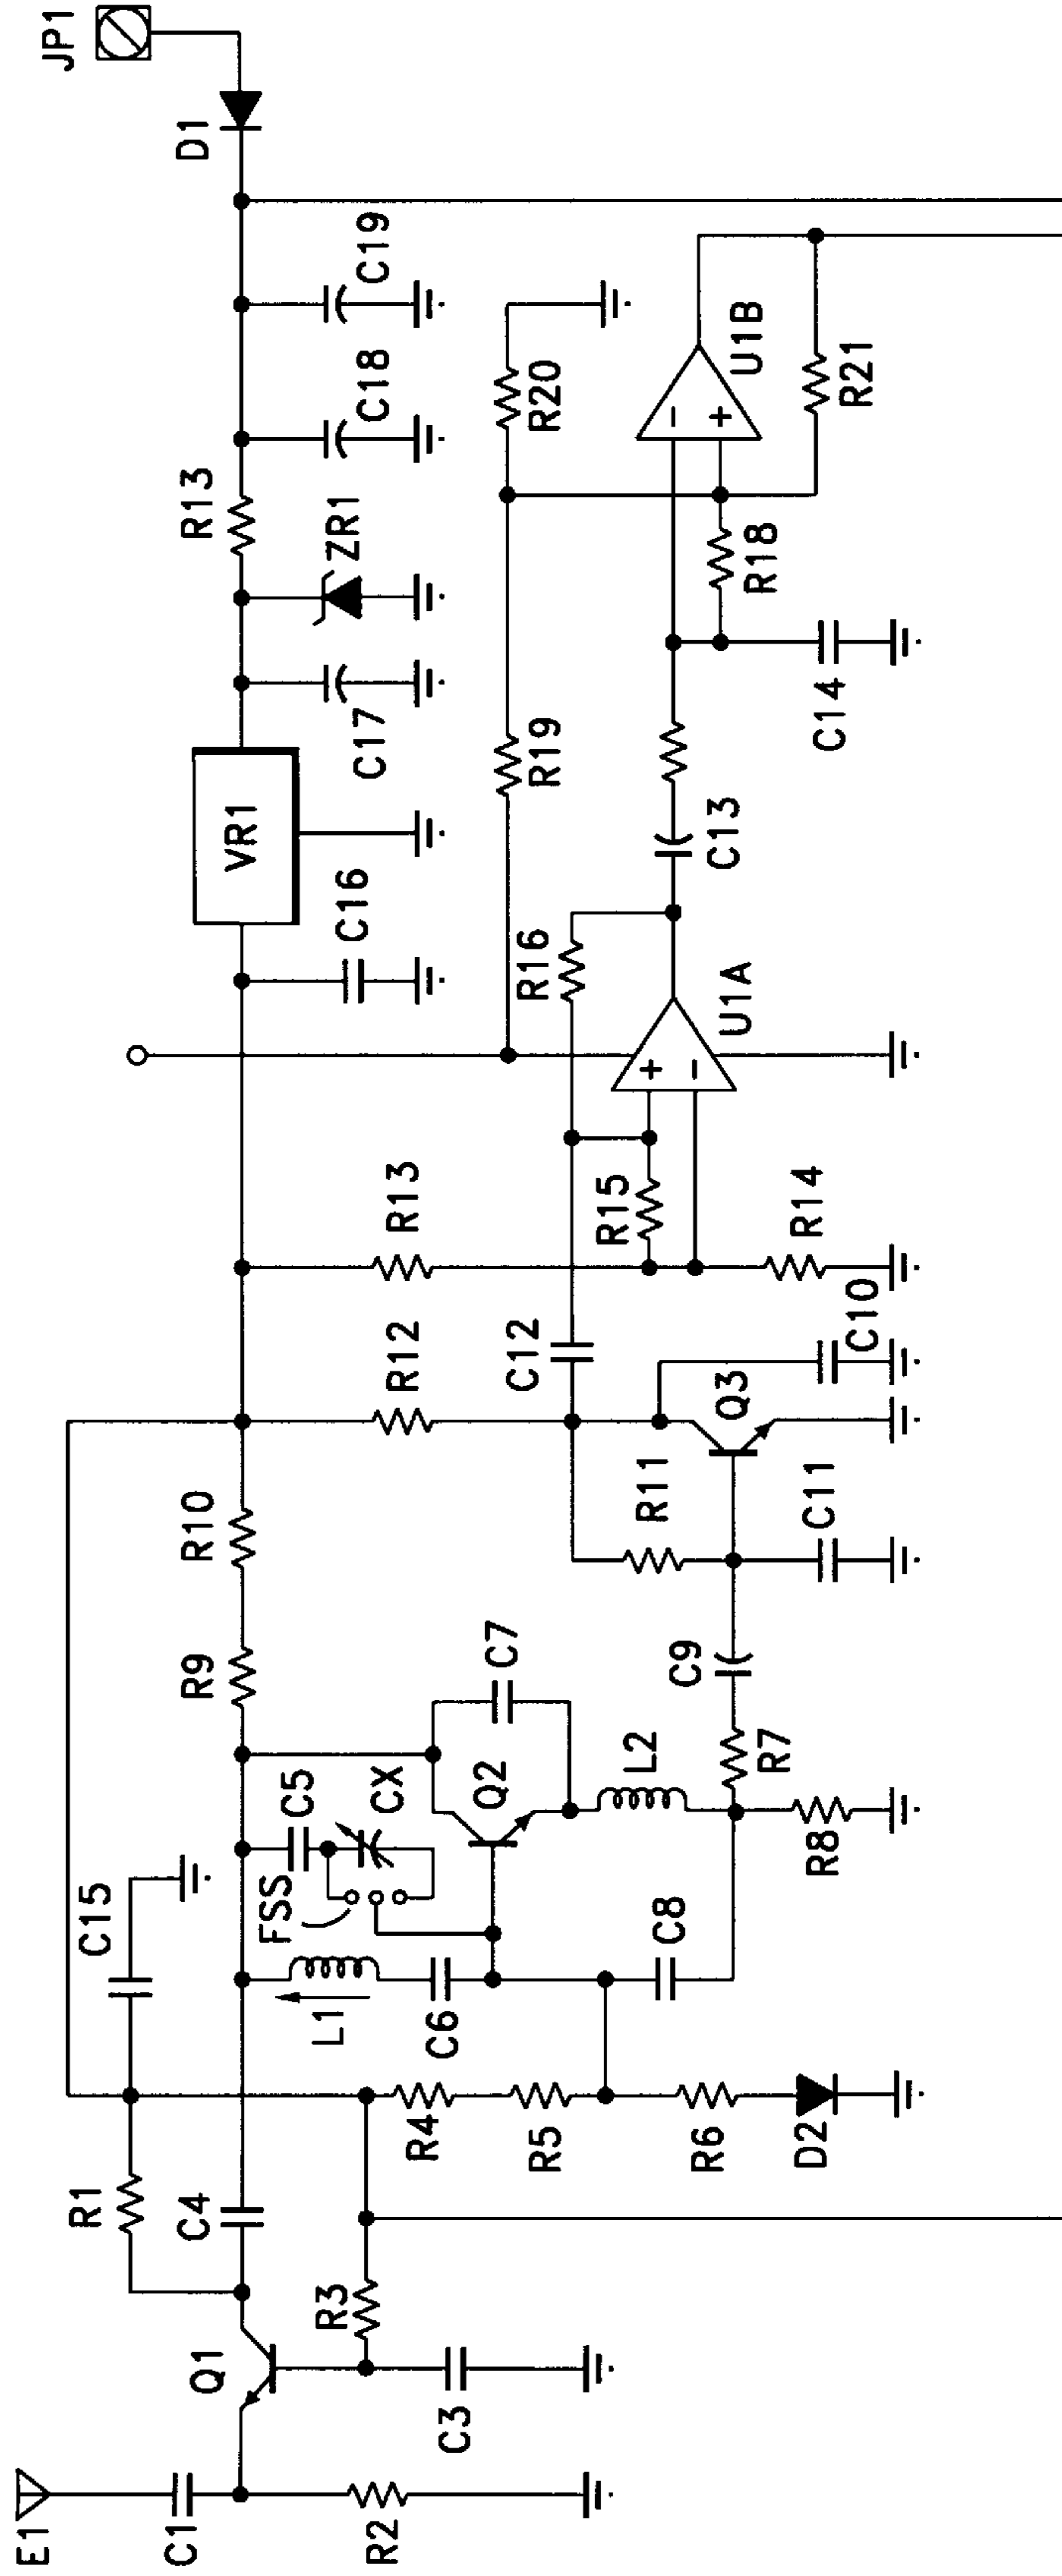 JP1
D1
C19
C18
R13
ZR1
C17
VR1
C16
R20
U1B
-
+
R21
R18
C14
R19
C13
R16
U1A
+
-
R15
R13
R14
R12
C12
C10
Q3
R11
C11
R10
R9
C9
C7
Q2
L2
R7
R8
C5
CX
FSS
C15
L1
C6
C8
R4
R5
R6
D2
R1
C4
R3
Q1
C3
E1
C1
R2